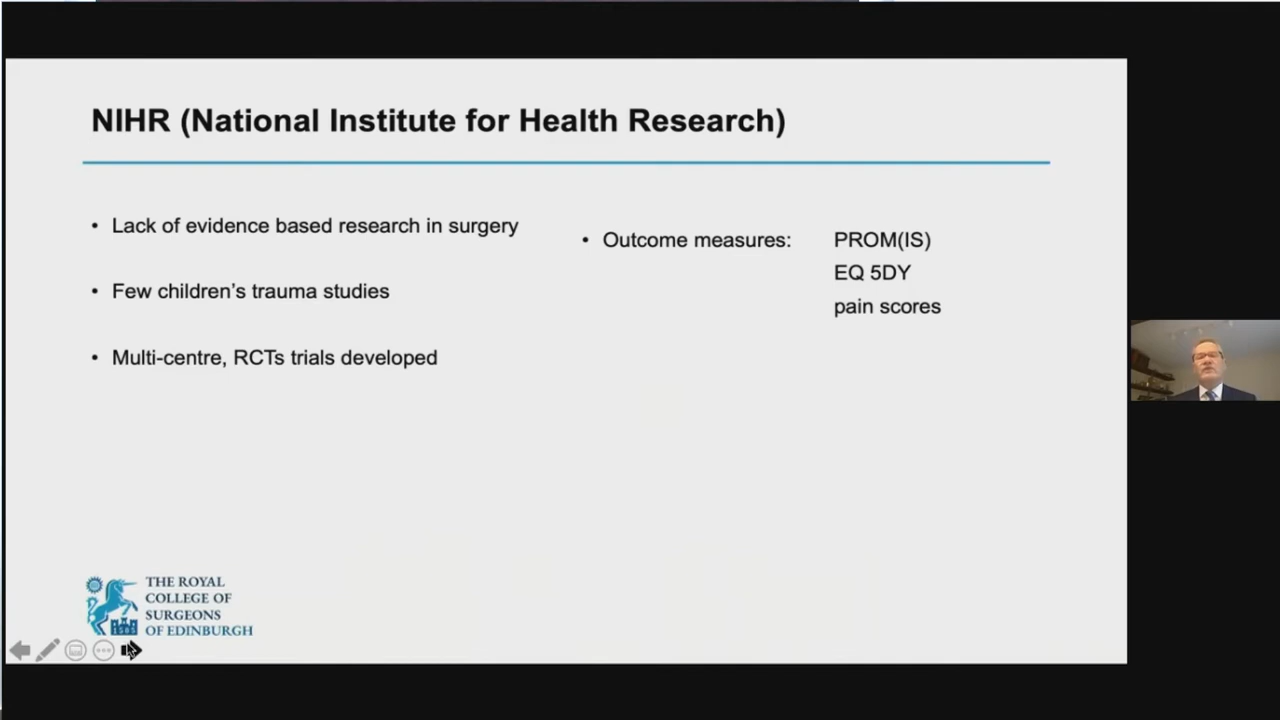 NIHR (National Institute for Health Research)
• Lack of evidence based research in surgery
• Few children's trauma studies
• Multi-centre, RCTs trials developed
• Outcome measures: PROM(IS)
EQ 5DY
pain scores
THE ROYAL
COLLEGE OF
SURGEONS
OF EDINBURGH